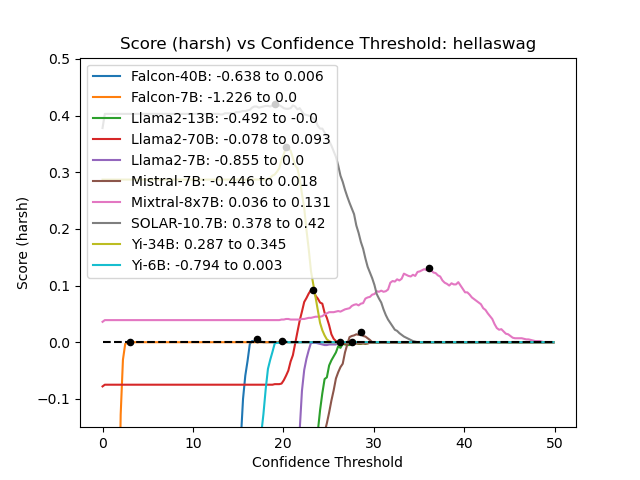 Score (harsh) vs Confidence Threshold: hellaswag
Score (harsh)
0.5
0.4
0.3
0.2
0.1
0.0
−0.1
Falcon-40B: -0.638 to 0.006
Falcon-7B: -1.226 to 0.0
Llama2-13B: -0.492 to -0.0
Llama2-70B: -0.078 to 0.093
Llama2-7B: -0.855 to 0.0
Mistral-7B: -0.446 to 0.018
Mixtral-8x7B: 0.036 to 0.131
SOLAR-10.7B: 0.378 to 0.42
Yi-34B: 0.287 to 0.345
Yi-6B: -0.794 to 0.003
0 10 20 30 40 50
Confidence Threshold